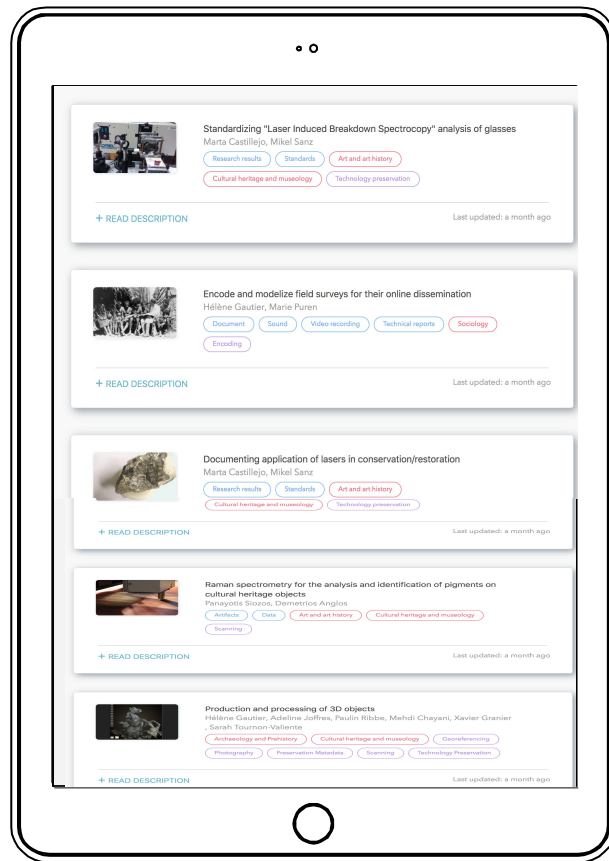 Standardizing "Laser Induced Breakdown Spectrocopy" analysis of glasses
Marta Castillejo, Mikel Sanz
Research results Standards Art and art history
Cultural heritage and museology Technology preservation
+ READ DESCRIPTION Last updated: a month ago
Encode and modelize field surveys for their online dissemination
Hélène Gautier, Marie Puren
Document Sound Video recording Technical reports Sociology
Encoding
+ READ DESCRIPTION Last updated: a month ago
Documenting application of lasers in conservation/restoration
Marta Castillejo, Mikel Sanz
Research results Standards Art and art history
Cultural heritage and museology Technology preservation
+ READ DESCRIPTION Last updated: a month ago
Raman spectrometry for the analysis and identification of pigments on
cultural heritage objects
Panayotis Siozos, Demetrios Anglos
Artifacts Data Art and art history Cultural heritage and museology
Scanning
+ READ DESCRIPTION Last updated: a month ago
Production and processing of 3D objects
Hélène Gautier, Adeline Joffres, Paulin Ribbe, Mehdi Chayani, Xavier Granier
, Sarah Tournon-Valiente
Archaeology and Prehistory Cultural heritage and museology Georeferencing
Photography Preservation Metadata Scanning Technology Preservation
+ READ DESCRIPTION Last updated: a month ago